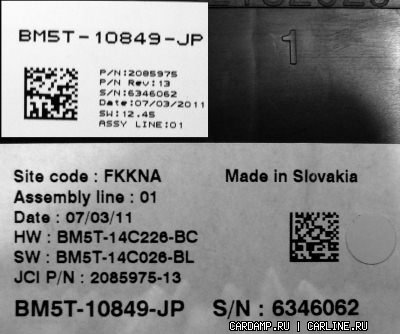 BM5T-10849-JP
P/N:2085975
P/N Rev:13
S/N:6346062
Date:07/03/2011
SW:12.45
ASSY LINE:01
1
Site code : FKKNA
Made in Slovakia
Assembly line : 01
Date : 07/03/11
HW : BM5T-14C226-BC
SW : BM5T-14C026-BL
JCI P/N : 2085975-13
BM5T-10849-JP S/N : 6346062
CARDAMP.RU | CARLINE.RU